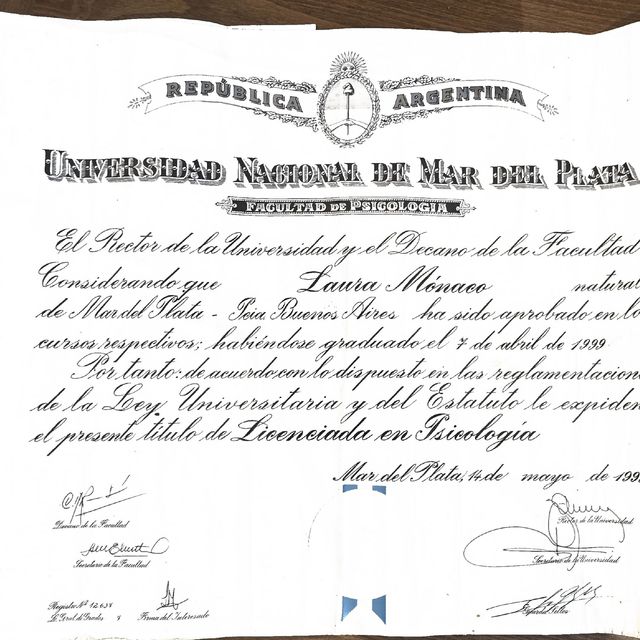 REPÚBLICA ARGENTINA
UNIVERSIDAD NACIONAL DE MAR DEL PLATA
FACULTAD DE PSICOLOGIA
El Rector de la Universidad y el Decano de la Facultad
Considerando que Laura Mónaco natural
de Mar del Plata - Pcia Buenos Aires ha sido aprobado en lo
cursos respectivos; habiéndose graduado el 7 de abril de 1999
Por tanto: de acuerdo con lo dispuesto en las reglamentacion
de la Ley Universitaria y del Estatuto le expiden
el presente título de Licenciada en Psicología
Mar del Plata, 14 de mayo de 199
Decano de la Facultad
Rector de la Universidad
Secretario de la Facultad
Secretario de la Universidad
Registro Nº 12.638
D. Gral. di Grados y Firma del Interesado